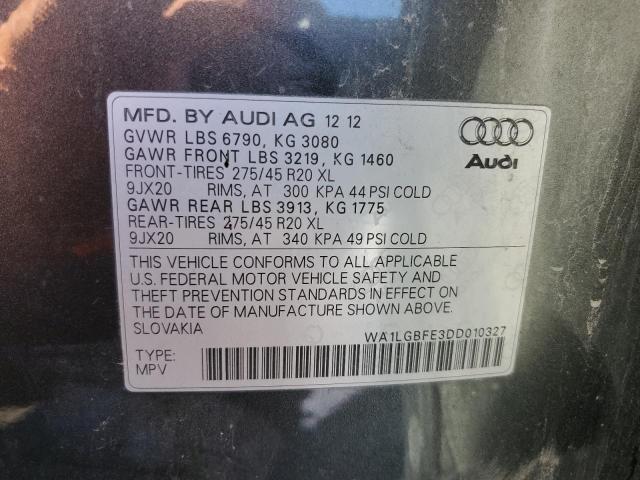 MFD. BY AUDI AG 12 12
GVWR LBS 6790, KG 3080
GAWR FRONT LBS 3219, KG 1460
FRONT-TIRES 275/45 R20 XL
9JX20 RIMS, AT 300 KPA 44 PSI COLD
GAWR REAR LBS 3913, KG 1775
REAR-TIRES 275/45 R20 XL
9JX20 RIMS, AT 340 KPA 49 PSI COLD
Audi
THIS VEHICLE CONFORMS TO ALL APPLICABLE
U.S. FEDERAL MOTOR VEHICLE SAFETY AND
THEFT PREVENTION STANDARDS IN EFFECT ON
THE DATE OF MANUFACTURE SHOWN ABOVE.
SLOVAKIA
WA1LGBFE3DD010327
TYPE:
MPV